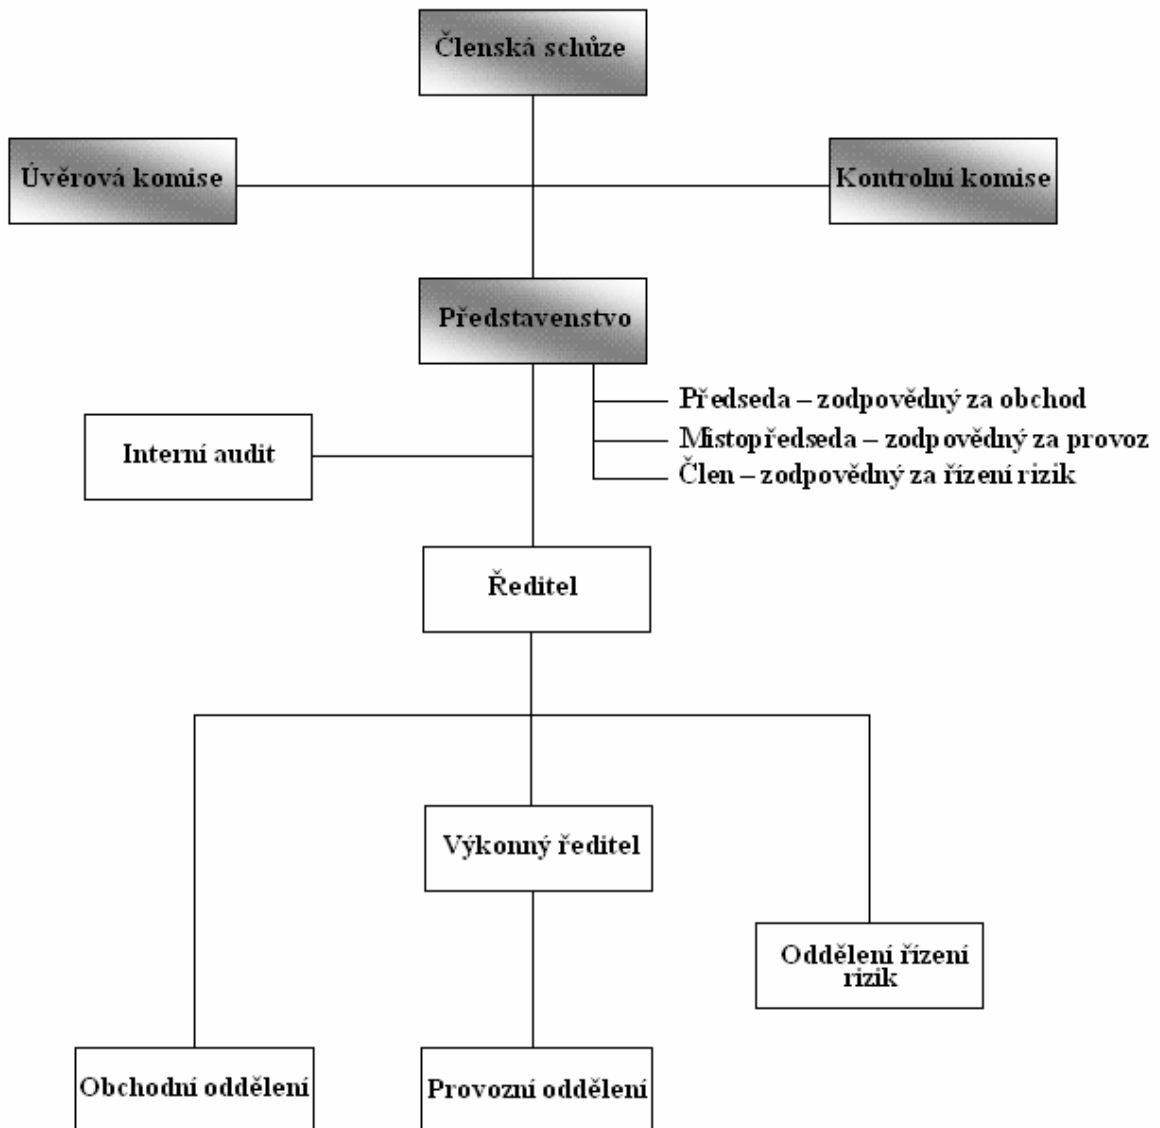 Členská schůze
Úvěrová komise
Kontrolní komise
Představenstvo
Předseda – zodpovědný za obchod
Místopředseda – zodpovědný za provoz
Člen – zodpovědný za řízení rizik
Interní audit
Ředitel
Výkonný ředitel
Oddělení řízení
rizik
Obchodní oddělení
Provozní oddělení